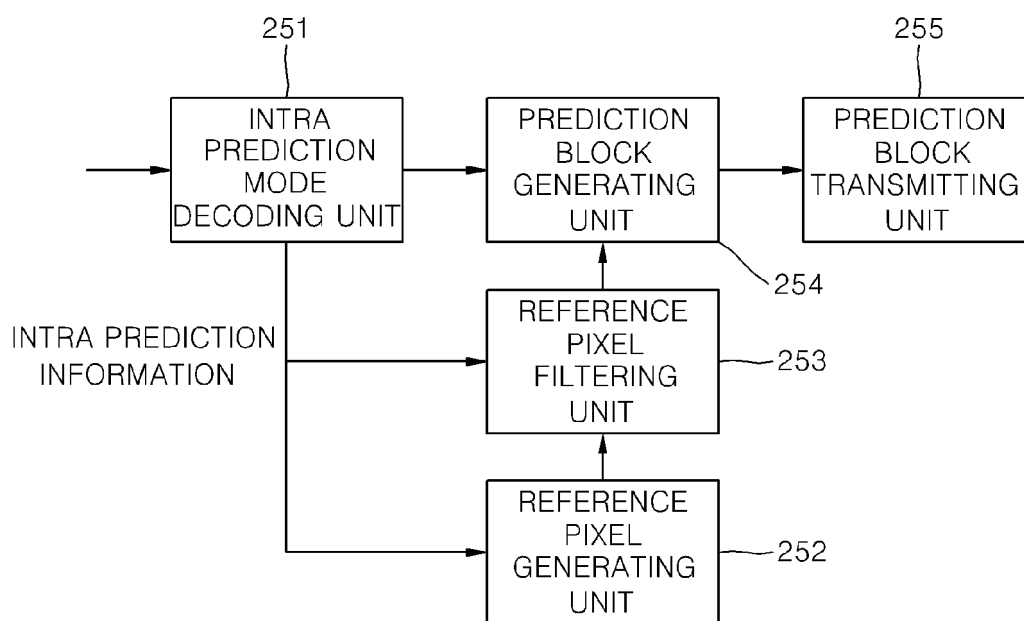 251
255
INTRA
PREDICTION
MODE
DECODING UNIT
PREDICTION
BLOCK
GENERATING
UNIT
PREDICTION
BLOCK
TRANSMITTING
UNIT
254
INTRA PREDICTION
INFORMATION
REFERENCE
PIXEL
FILTERING
UNIT
253
REFERENCE
PIXEL
GENERATING
UNIT
252